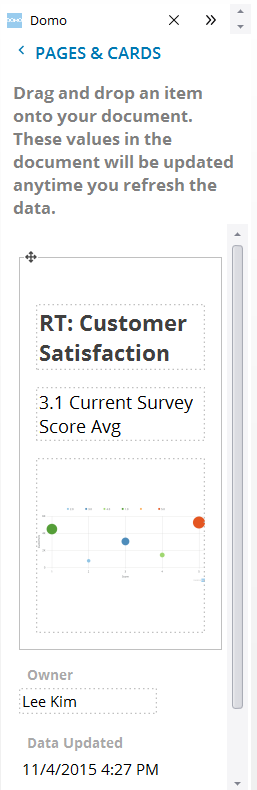 DOMO Domo
PAGES & CARDS
Drag and drop an item
onto your document.
These values in the
document will be updated
anytime you refresh the
data.
RT: Customer
Satisfaction
3.1 Current Survey
Score Avg
Owner
Lee Kim
Data Updated
11/4/2015 4:27 PM